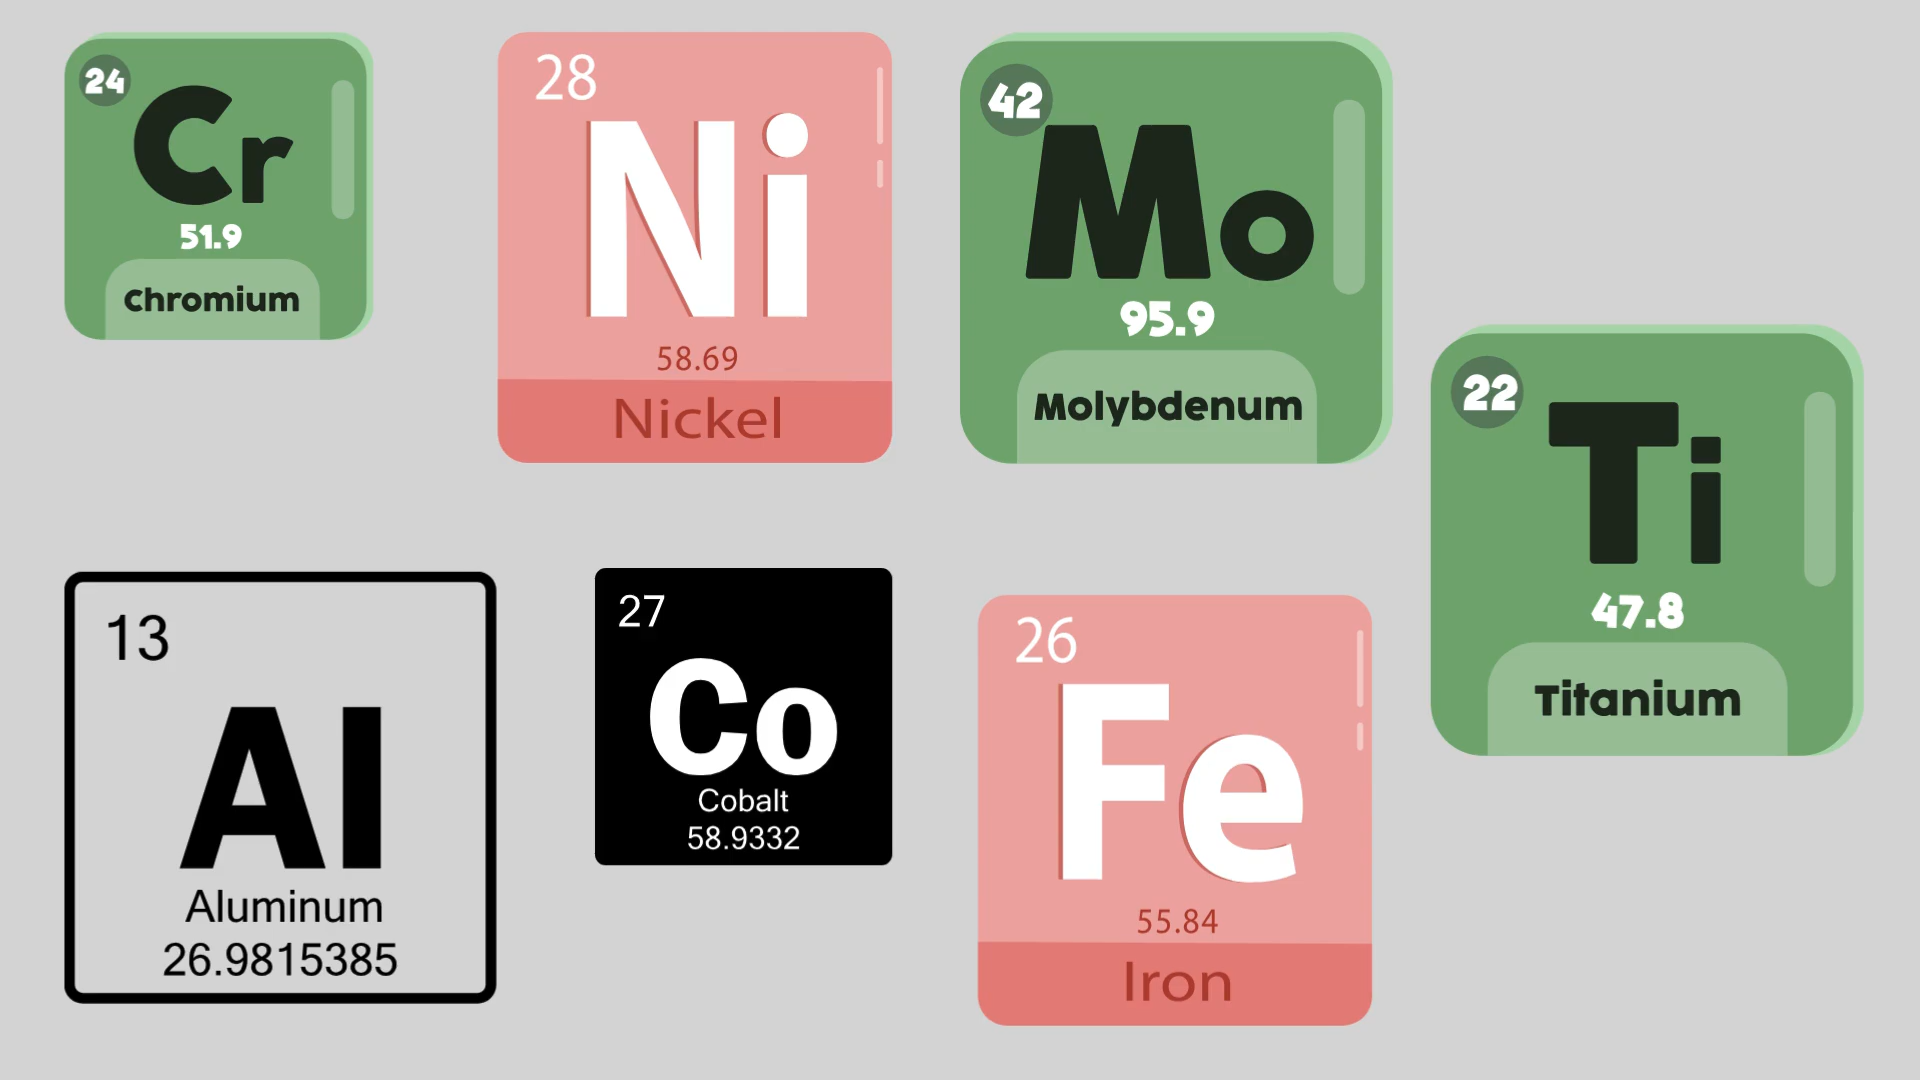 24
Cr
51.9
Chromium
28
Ni
58.69
Nickel
42
Mo
95.9
Molybdenum
22
Ti
47.8
Titanium
13
Al
Aluminum
26.9815385
27
Co
Cobalt
58.9332
26
Fe
55.84
Iron